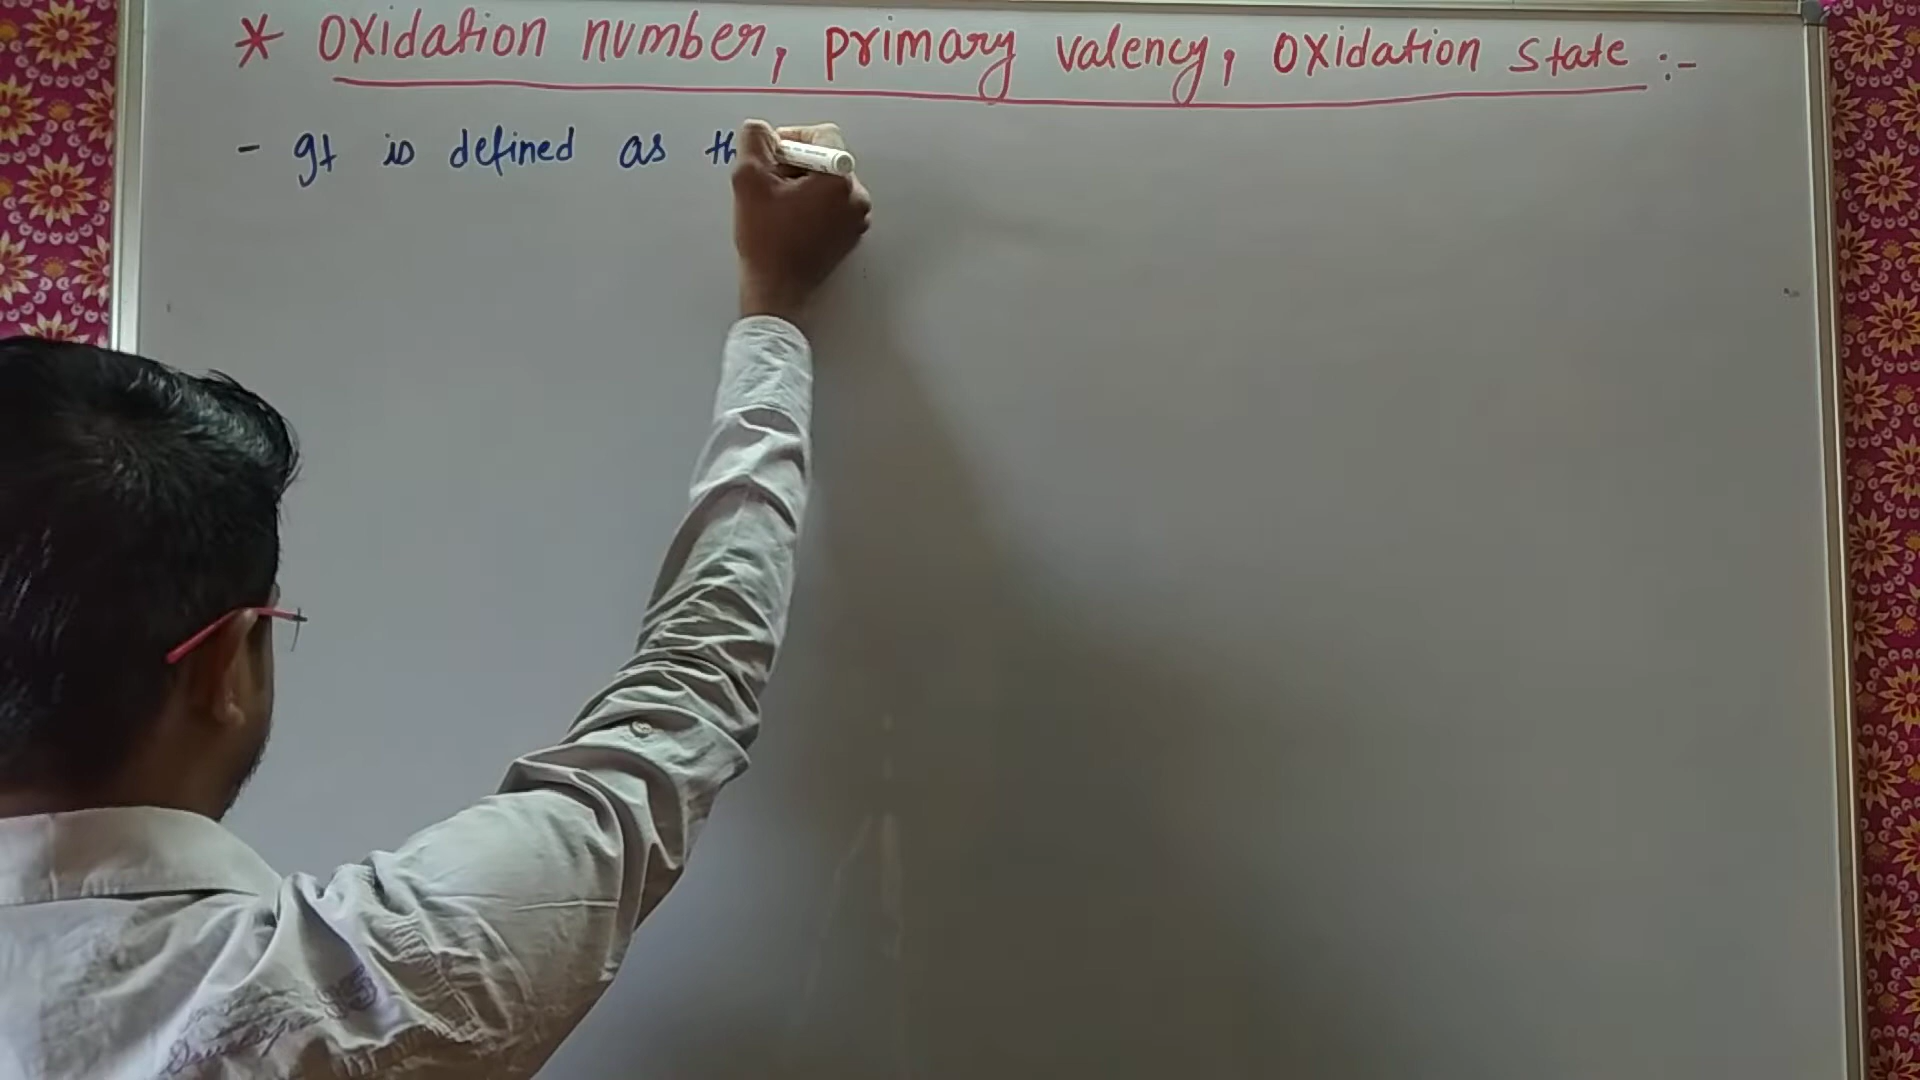 * Oxidation number, primary valency, Oxidation State :-
- It is defined as th